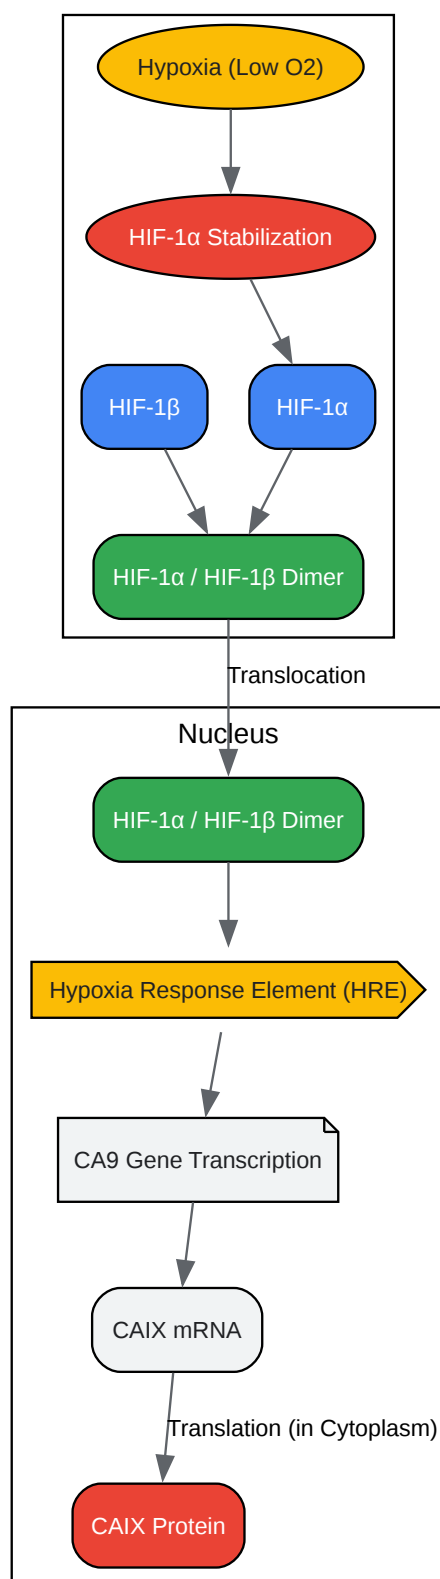 Hypoxia (Low O2)
HIF-1α Stabilization
HIF-1β
HIF-1α
HIF-1α / HIF-1β Dimer
Translocation
Nucleus
HIF-1α / HIF-1β Dimer
Hypoxia Response Element (HRE)
CA9 Gene Transcription
CAIX mRNA
Translation (in Cytoplasm)
CAIX Protein